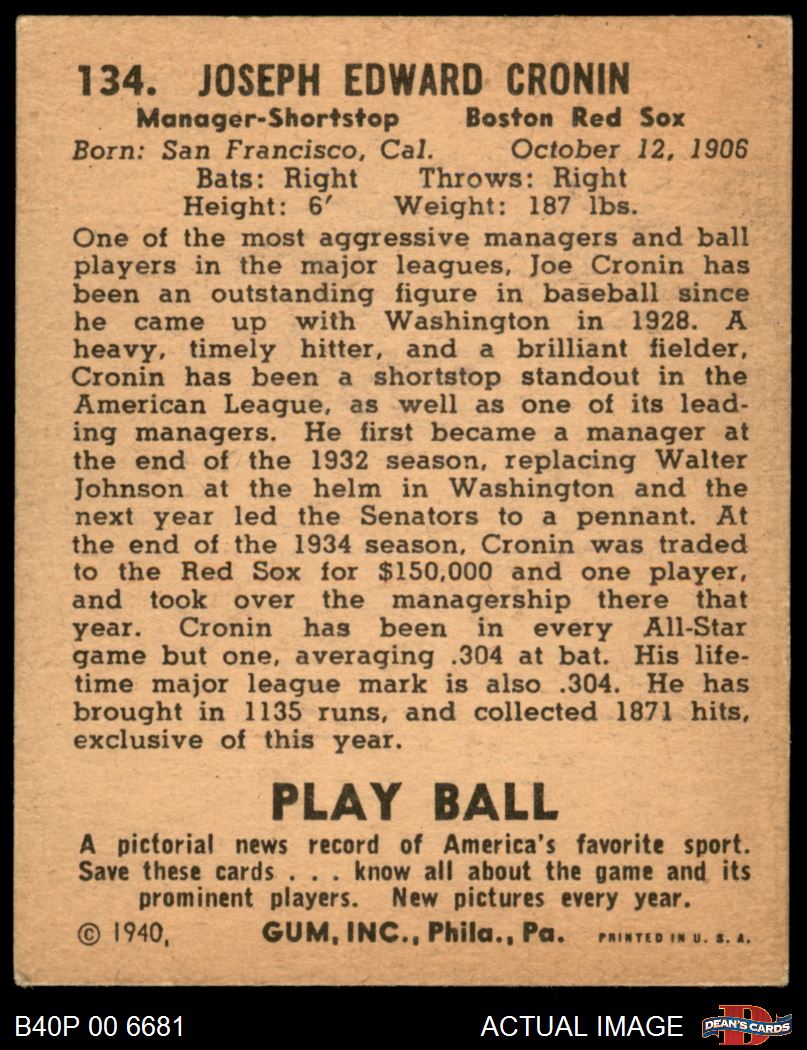 134. JOSEPH EDWARD CRONIN
Manager-Shortstop Boston Red Sox
Born: San Francisco, Cal. October 12, 1906
Bats: Right Throws: Right
Height: 6′ Weight: 187 lbs.
One of the most aggressive managers and ball
players in the major leagues, Joe Cronin has
been an outstanding figure in baseball since
he came up with Washington in 1928. A
heavy, timely hitter, and a brilliant fielder,
Cronin has been a shortstop standout in the
American League, as well as one of its lead-
ing managers. He first became a manager at
the end of the 1932 season, replacing Walter
Johnson at the helm in Washington and the
next year led the Senators to a pennant. At
the end of the 1934 season, Cronin was traded
to the Red Sox for $150,000 and one player,
and took over the managership there that
year. Cronin has been in every All-Star
game but one, averaging .304 at bat. His life-
time major league mark is also .304. He has
brought in 1135 runs, and collected 1871 hits,
exclusive of this year.
PLAY BALL
A pictorial news record of America's favorite sport.
Save these cards . . . know all about the game and its
prominent players. New pictures every year.
© 1940, GUM, INC., Phila., Pa. PRINTED IN U. S. A.
B40P 00 6681 ACTUAL IMAGE D DEAN'S CARDS